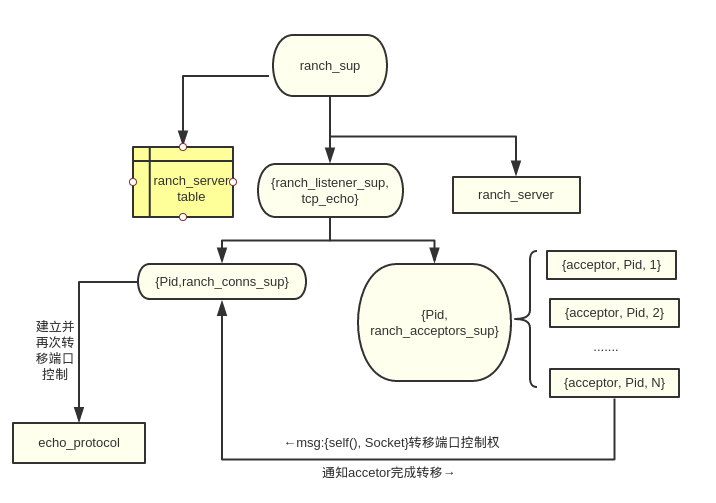 ranch_sup
ranch_server
table
{ranch_listener_sup,
tcp_echo}
ranch_server
{Pid,ranch_conns_sup}
{Pid,
ranch_acceptors_sup}
{acceptor, Pid, 1}
{acceptor, Pid, 2}
.......
{acceptor, Pid, N}
建立并
再次转
移端口
控制
echo_protocol
←msg:{self(), Socket}转移端口控制权
通知accetor完成转移→